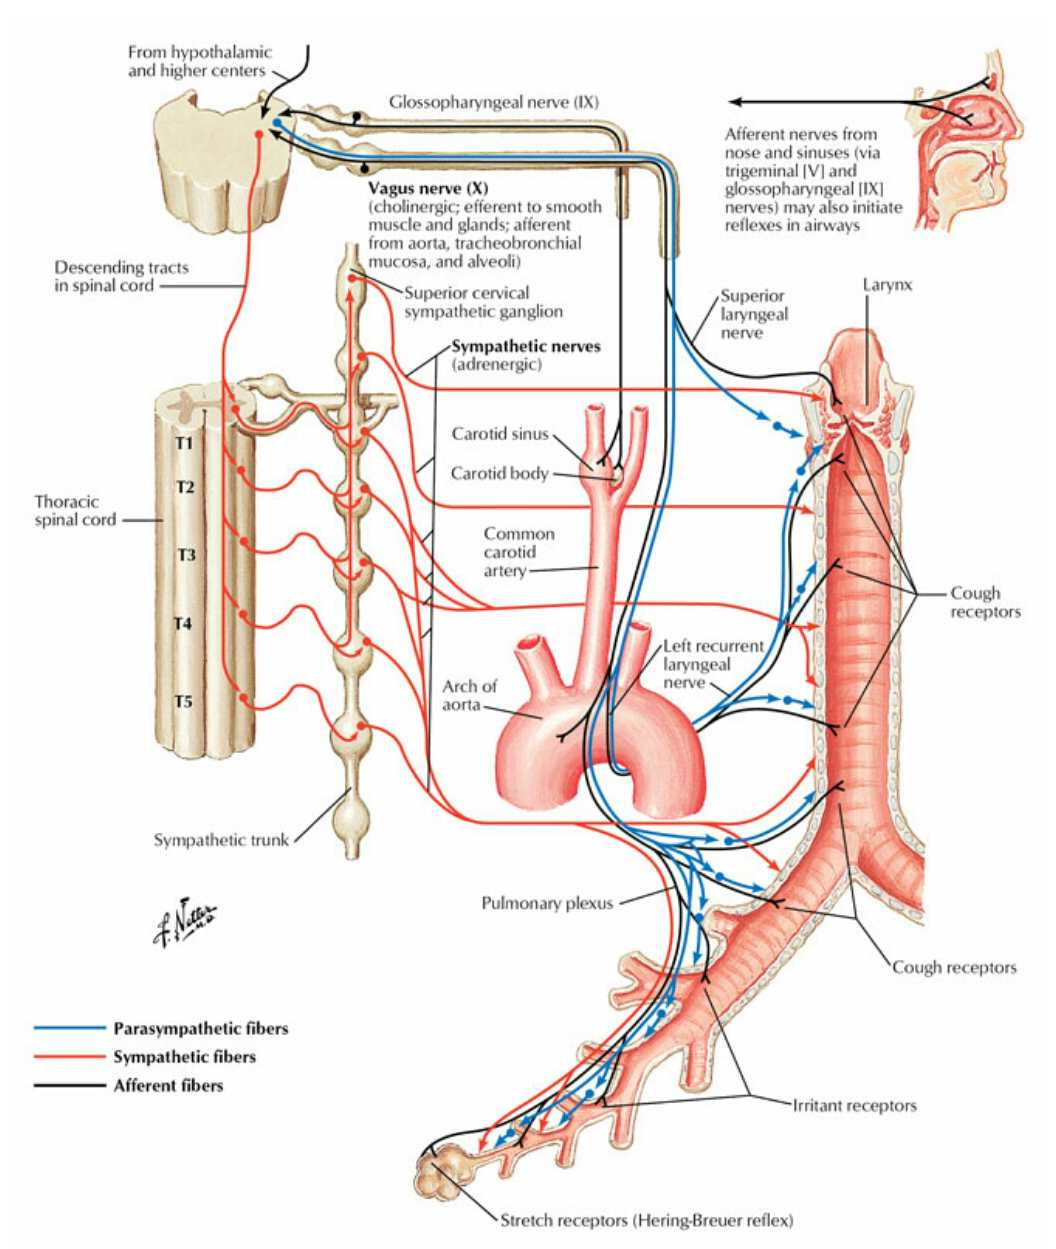 From hypothalamic
and higher centers
Glossopharyngeal nerve (IX)
Afferent nerves from
nose and sinuses (via
trigeminal [V] and
glossopharyngeal [IX]
nerves) may also initiate
reflexes in airways
Vagus nerve (X)
(cholinergic; efferent to smooth
muscle and glands; afferent
from aorta, tracheobronchial
mucosa, and alveoli)
Descending tracts
in spinal cord
Superior cervical
sympathetic ganglion
Superior
laryngeal
nerve
Larynx
Sympathetic nerves
(adrenergic)
Carotid sinus
Carotid body
T1
T2
T3
T4
T5
Thoracic
spinal cord
Common
carotid
artery
Cough
receptors
Left recurrent
laryngeal
nerve
Arch of
aorta
Sympathetic trunk
Pulmonary plexus
F. Netter
M.D.
Cough receptors
Parasympathetic fibers
Sympathetic fibers
Afferent fibers
Irritant receptors
Stretch receptors (Hering-Breuer reflex)